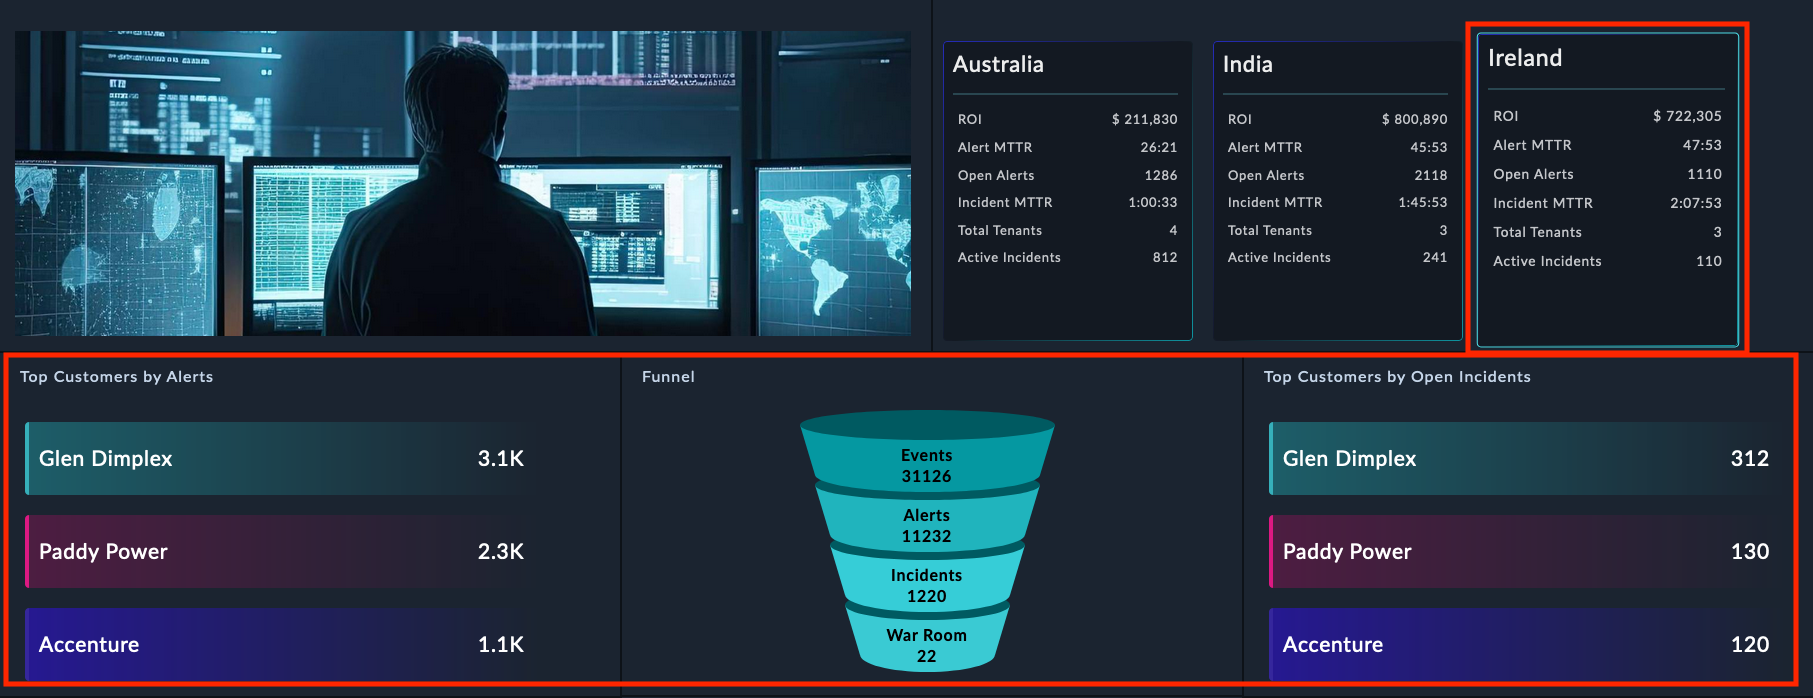 Australia
ROI $ 211,830
Alert MTTR 26:21
Open Alerts 1286
Incident MTTR 1:00:33
Total Tenants 4
Active Incidents 812
India
ROI $ 800,890
Alert MTTR 45:53
Open Alerts 2118
Incident MTTR 1:45:53
Total Tenants 3
Active Incidents 241
Ireland
ROI $ 722,305
Alert MTTR 47:53
Open Alerts 1110
Incident MTTR 2:07:53
Total Tenants 3
Active Incidents 110
Top Customers by Alerts
Glen Dimplex 3.1K
Paddy Power 2.3K
Accenture 1.1K
Funnel
Events
31126
Alerts
11232
Incidents
1220
War Room
22
Top Customers by Open Incidents
Glen Dimplex 312
Paddy Power 130
Accenture 120